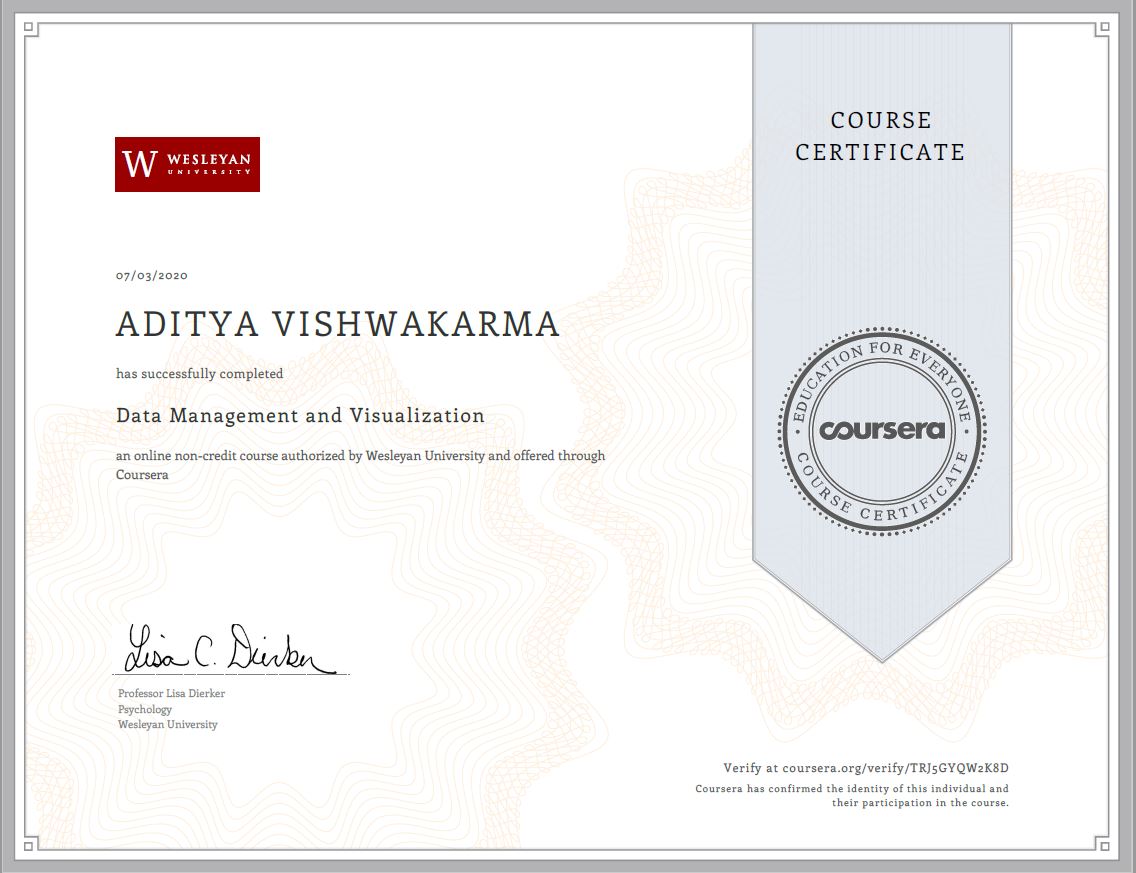 COURSE
CERTIFICATE
W WESLEYAN
UNIVERSITY
07/03/2020
ADITYA VISHWAKARMA
has successfully completed
Data Management and Visualization
an online non-credit course authorized by Wesleyan University and offered through
Coursera
EDUCATION FOR EVERYONE
coursera
COURSE CERTIFICATE
Lisa C. Dierker
Professor Lisa Dierker
Psychology
Wesleyan University
Verify at coursera.org/verify/TRJ5GYQW2K8D
Coursera has confirmed the identity of this individual and
their participation in the course.